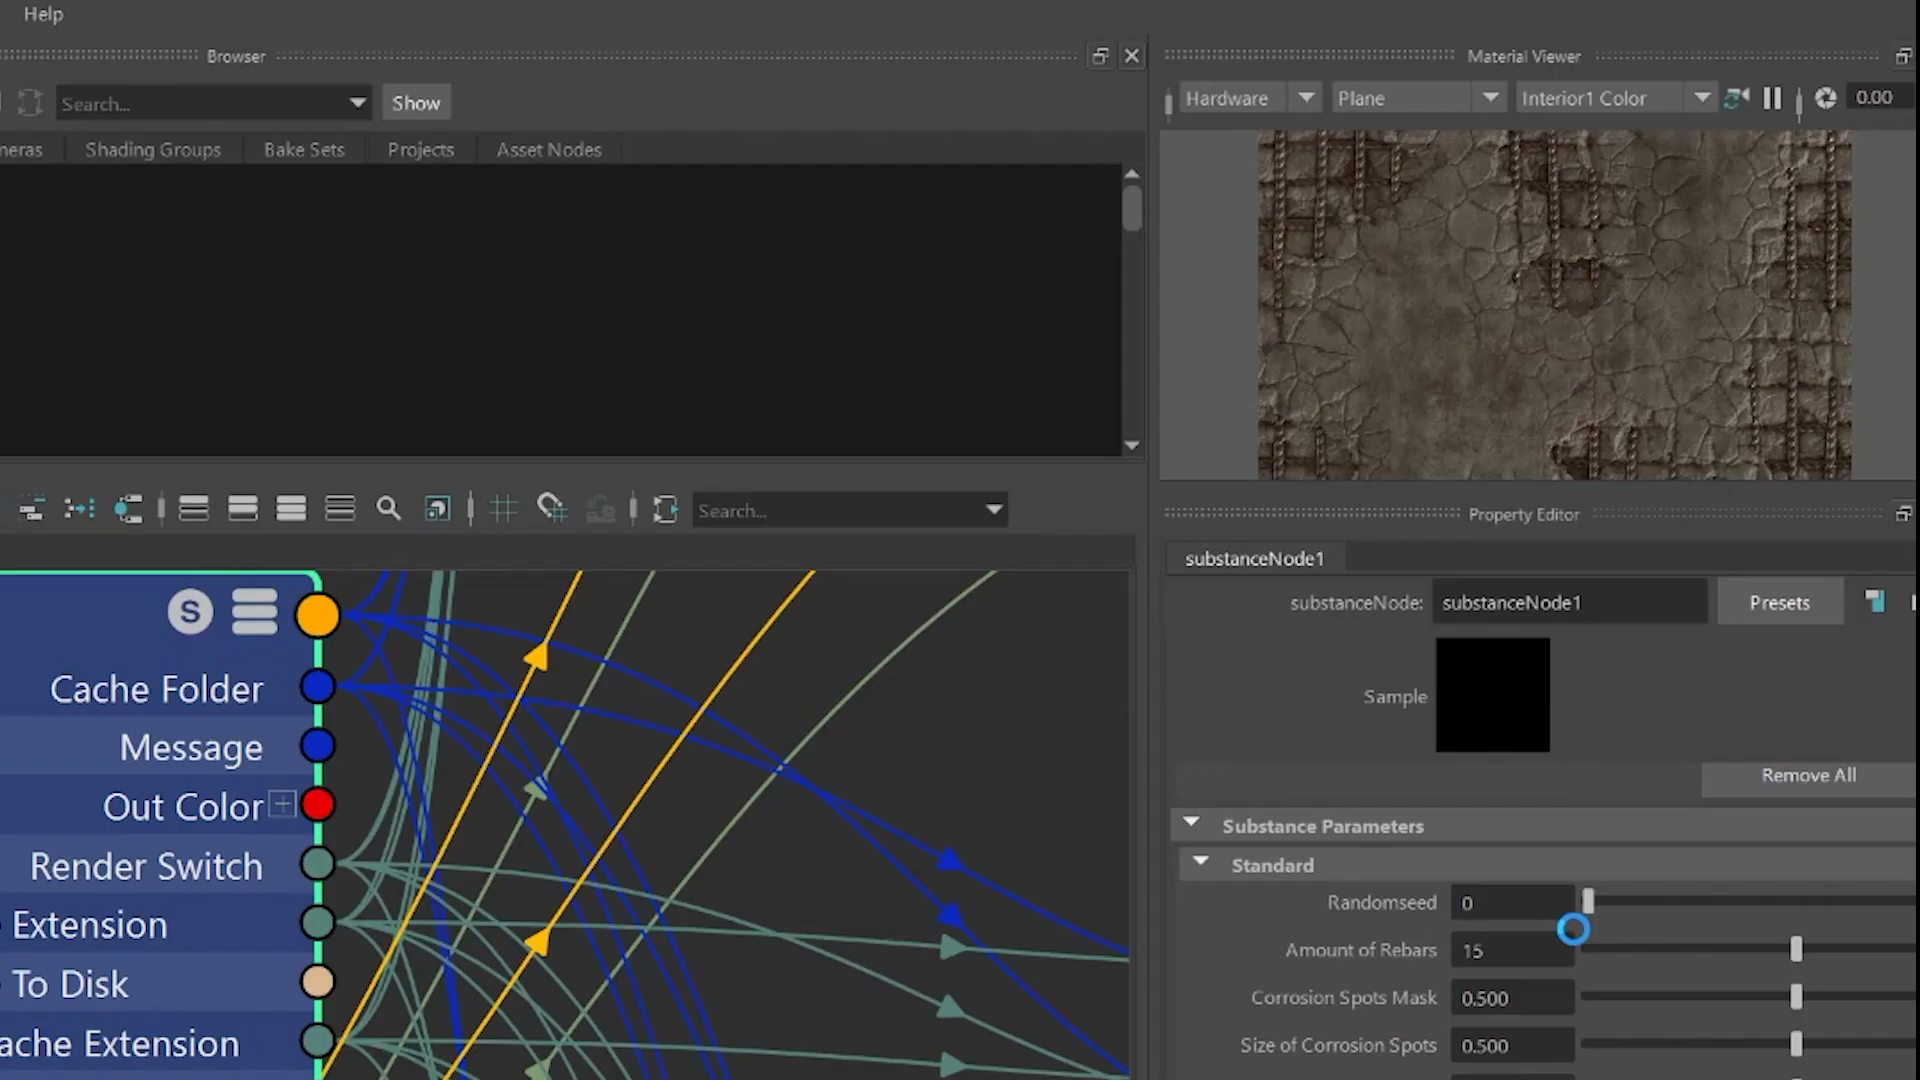 Help
Browser
Material Viewer
Search...
Show
Hardware
Plane
Interior1 Color
0.00
neras
Shading Groups
Bake Sets
Projects
Asset Nodes
Search...
Property Editor
substanceNode1
substanceNode:
substanceNode1
Presets
S
Sample
Remove All
Cache Folder
Message
Out Color
Render Switch
Extension
To Disk
ache Extension
Substance Parameters
Standard
Randomseed
0
Amount of Rebars
15
Corrosion Spots Mask
0.500
Size of Corrosion Spots
0.500